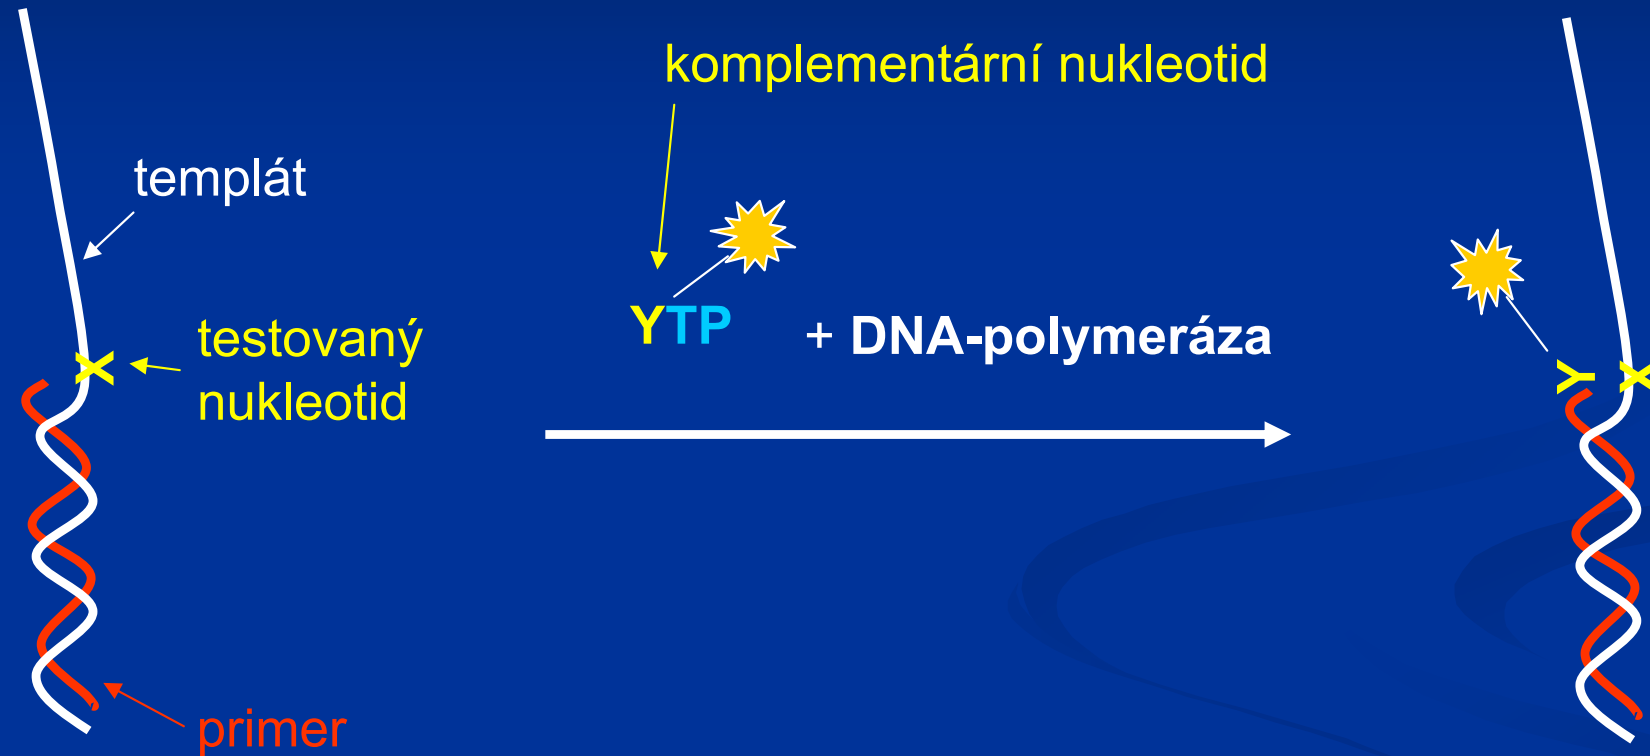 komplementární nukleotid
templát
YTP
+ DNA-polymeráza
testovaný
nukleotid
X
Y X
primer